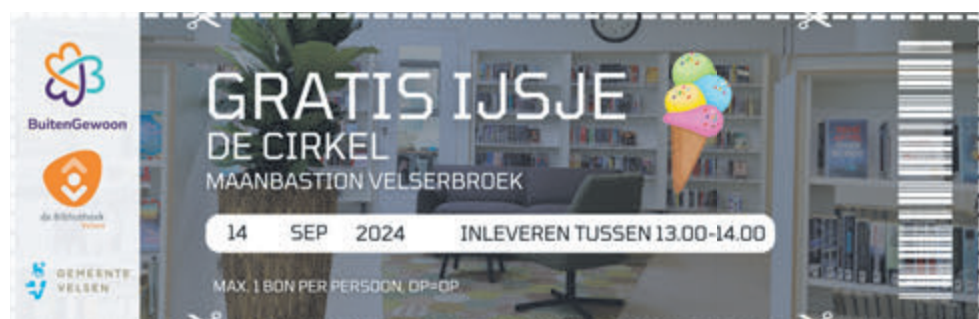 BuitenGewoon
de Bibliotheek
Velsen
GEMEENTE
VELSEN
GRATIS IJSJE
DE CIRKEL
MAANBASTION VELSERBROEK
14 SEP 2024 INLEVEREN TUSSEN 13.00-14.00
MAX. 1 BON PER PERSOON, OP=OP